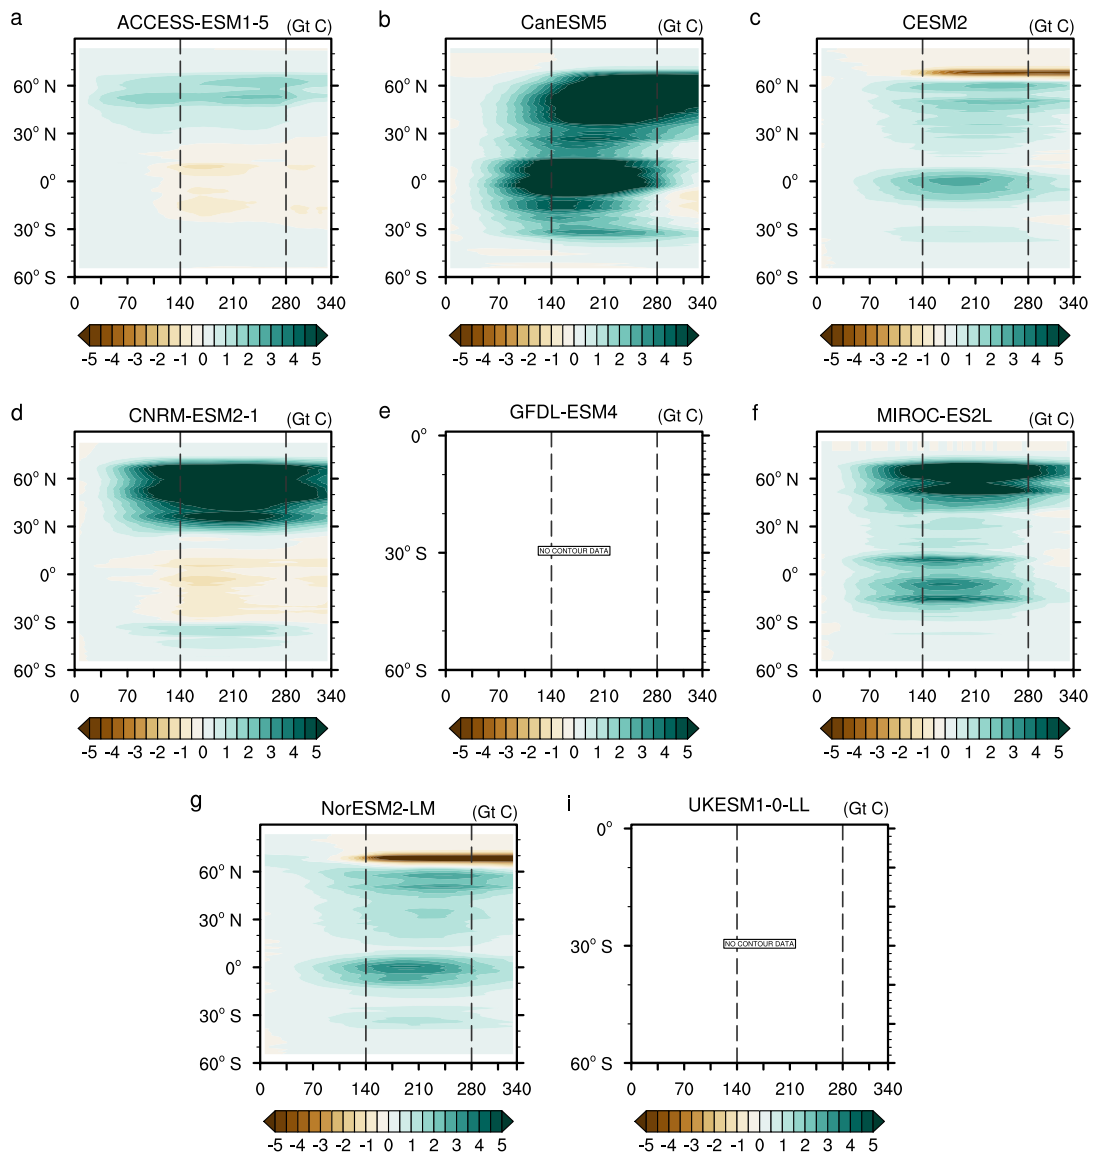 a ACCESS-ESM1-5 (Gt C) b CanESM5 (Gt C) c CESM2 (Gt C)
60° N 60° N 60° N
30° N 30° N 30° N
0° 0° 0°
30° S 30° S 30° S
60° S 60° S 60° S
0 70 140 210 280 340 0 70 140 210 280 340 0 70 140 210 280 340
-5 -4 -3 -2 -1 0 1 2 3 4 5 -5 -4 -3 -2 -1 0 1 2 3 4 5 -5 -4 -3 -2 -1 0 1 2 3 4 5
d CNRM-ESM2-1 (Gt C) e GFDL-ESM4 (Gt C) f MIROC-ES2L (Gt C)
0°
60° N 60° N
30° N 30° N
30° S NO CONTOUR DATA
0° 0°
30° S 30° S
60° S 60° S 60° S
0 70 140 210 280 340 0 70 140 210 280 340 0 70 140 210 280 340
-5 -4 -3 -2 -1 0 1 2 3 4 5 -5 -4 -3 -2 -1 0 1 2 3 4 5 -5 -4 -3 -2 -1 0 1 2 3 4 5
g NorESM2-LM (Gt C) i UKESM1-0-LL (Gt C)
0°
60° N
30° N
30° S NO CONTOUR DATA
0°
30° S
60° S 60° S
0 70 140 210 280 340 0 70 140 210 280 340
-5 -4 -3 -2 -1 0 1 2 3 4 5 -5 -4 -3 -2 -1 0 1 2 3 4 5